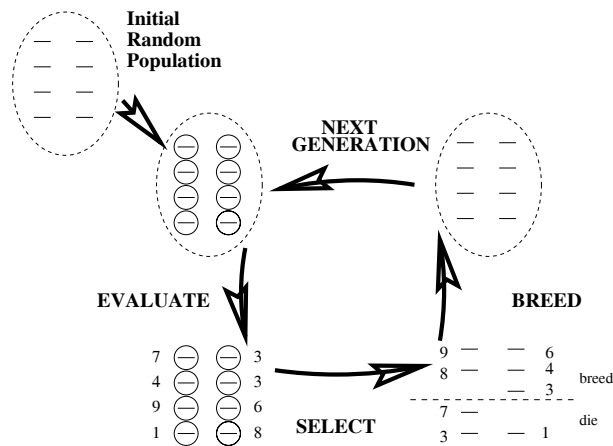 Initial
Random
Population
NEXT
GENERATION
EVALUATE
BREED
7 3
4 3
9 6
1 8
SELECT
9 6
8 4
3
breed
7
die
3 1